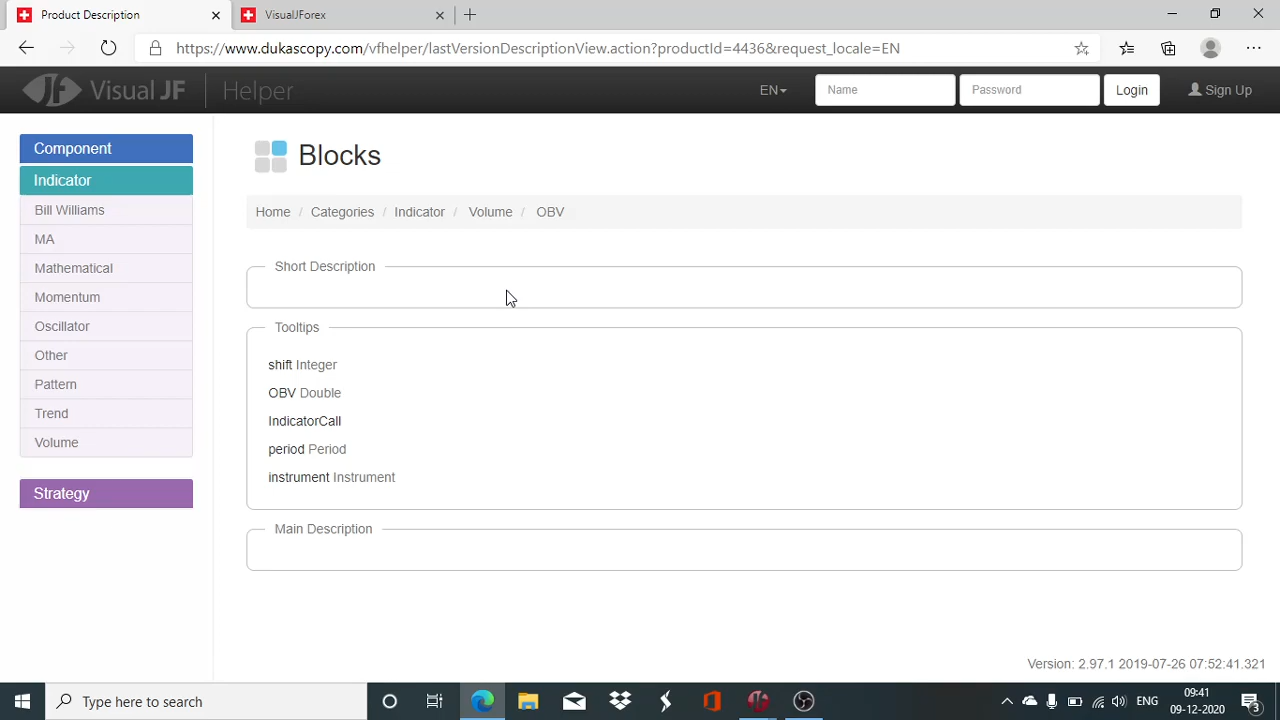 Product Description
VisualJForex
https://www.dukascopy.com/vfhelper/lastVersionDescriptionView.action?productId=4436&request_locale=EN
Visual JF Helper
EN
Name
Password
Login
Sign Up
Component
Indicator
Bill Williams
MA
Mathematical
Momentum
Oscillator
Other
Pattern
Trend
Volume
Strategy
Blocks
Home / Categories / Indicator / Volume / OBV
Short Description
Tooltips
shift Integer
OBV Double
IndicatorCall
period Period
instrument Instrument
Main Description
Version: 2.97.1 2019-07-26 07:52:41.321
Type here to search
ENG
09:41
09-12-2020
3